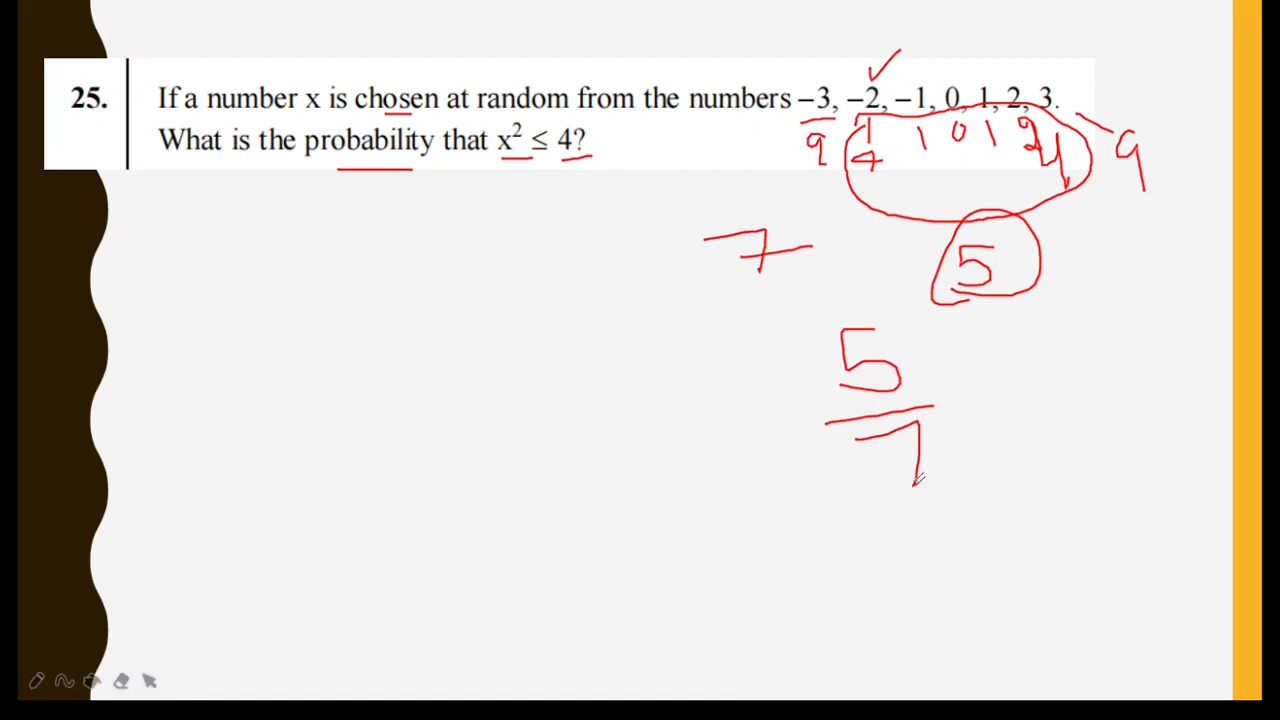 25. If a number x is chosen at random from the numbers –3, –2, –1, 0, 1, 2, 3.
What is the probability that x² ≤ 4?
9 4 1 0 1 4 9
7 5
5
7